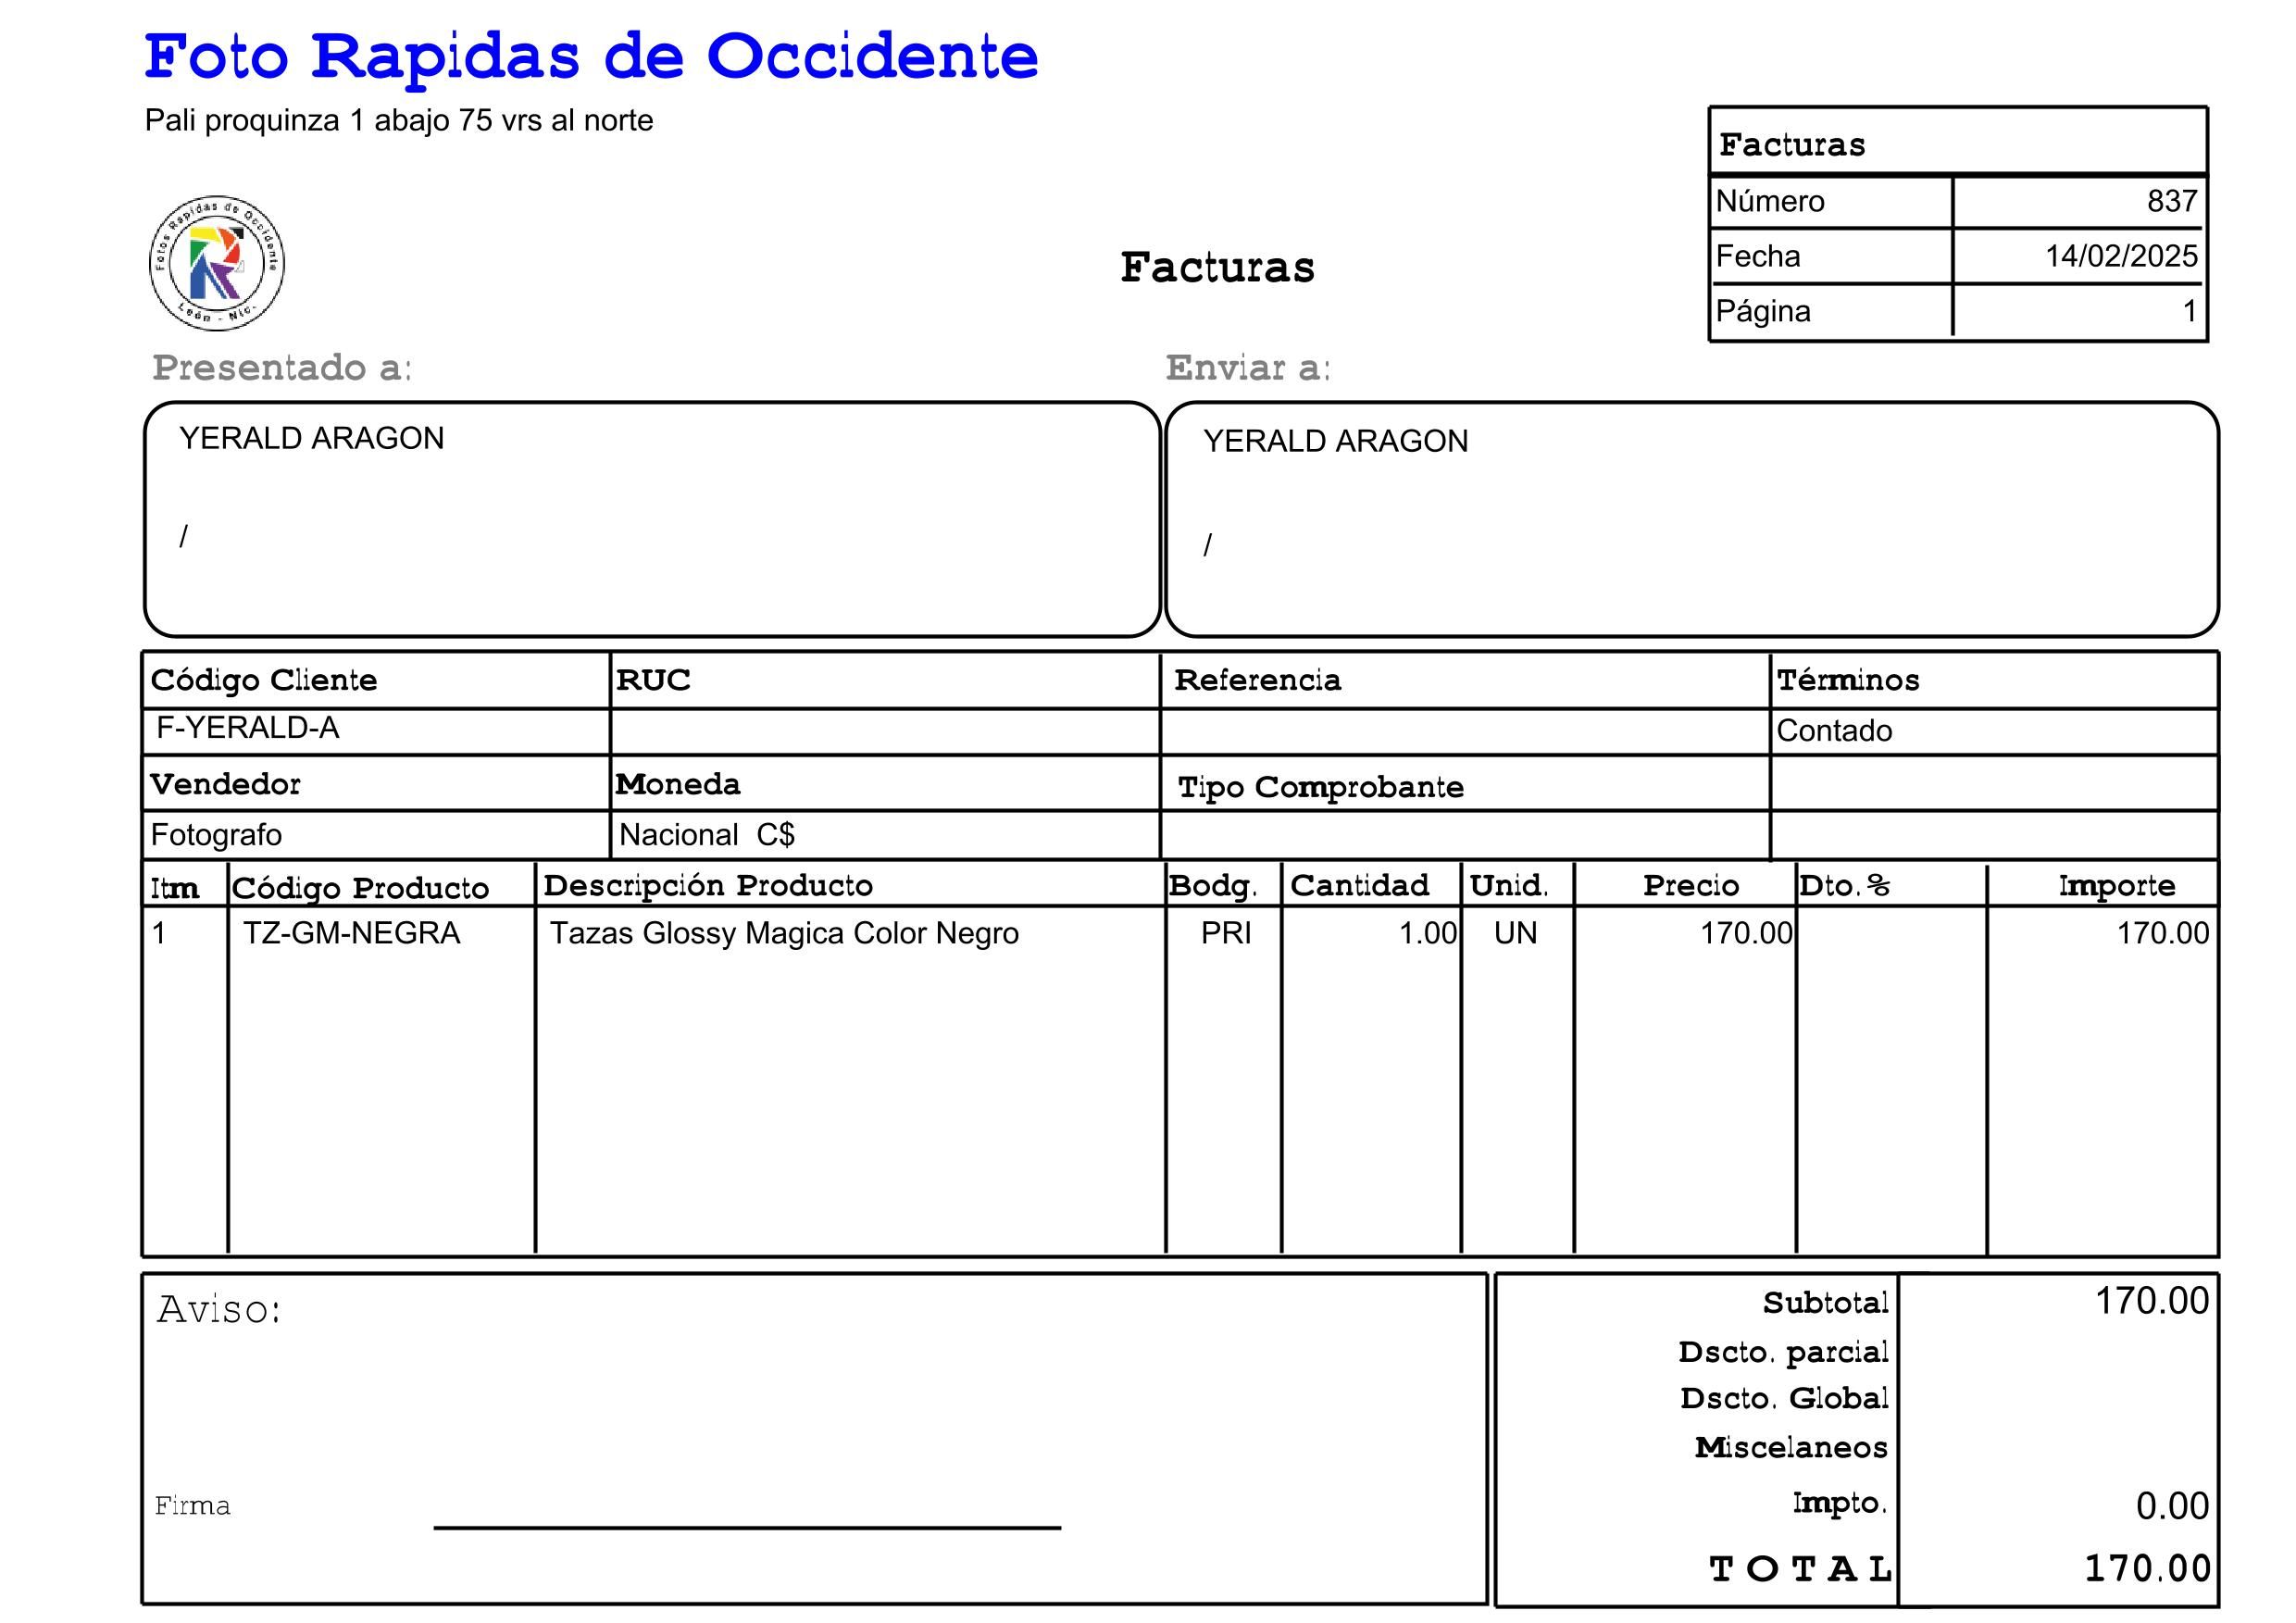 Foto Rapidas de Occidente
Pali proquinza 1 abajo 75 vrs al norte
Facturas
Número 837
Fecha 14/02/2025
Página 1
Fotos Rapidas de Occidente
León - Nic.
Facturas
Presentado a: Enviar a:
YERALD ARAGON YERALD ARAGON
/ /
Código Cliente RUC Referencia Términos
F-YERALD-A Contado
Vendedor Moneda Tipo Comprobante
Fotografo Nacional C$
Itm Código Producto Descripción Producto Bodg. Cantidad Unid. Precio Dto.% Importe
1 TZ-GM-NEGRA Tazas Glossy Magica Color Negro PRI 1.00 UN 170.00 170.00
Aviso:
Subtotal 170.00
Dscto. parcial
Dscto. Global
Miscelaneos
Firma
Impto. 0.00
TOTAL 170.00